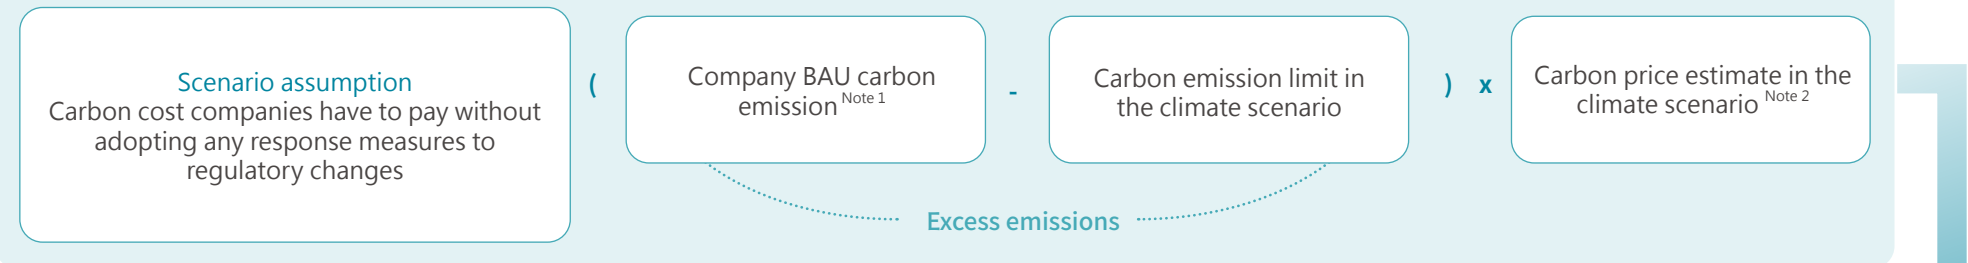 Scenario assumption
Carbon cost companies have to pay without
adopting any response measures to
regulatory changes
(
Company BAU carbon
emission Note 1
-
Carbon emission limit in
the climate scenario
)
x
Carbon price estimate in the
climate scenario Note 2
Excess emissions